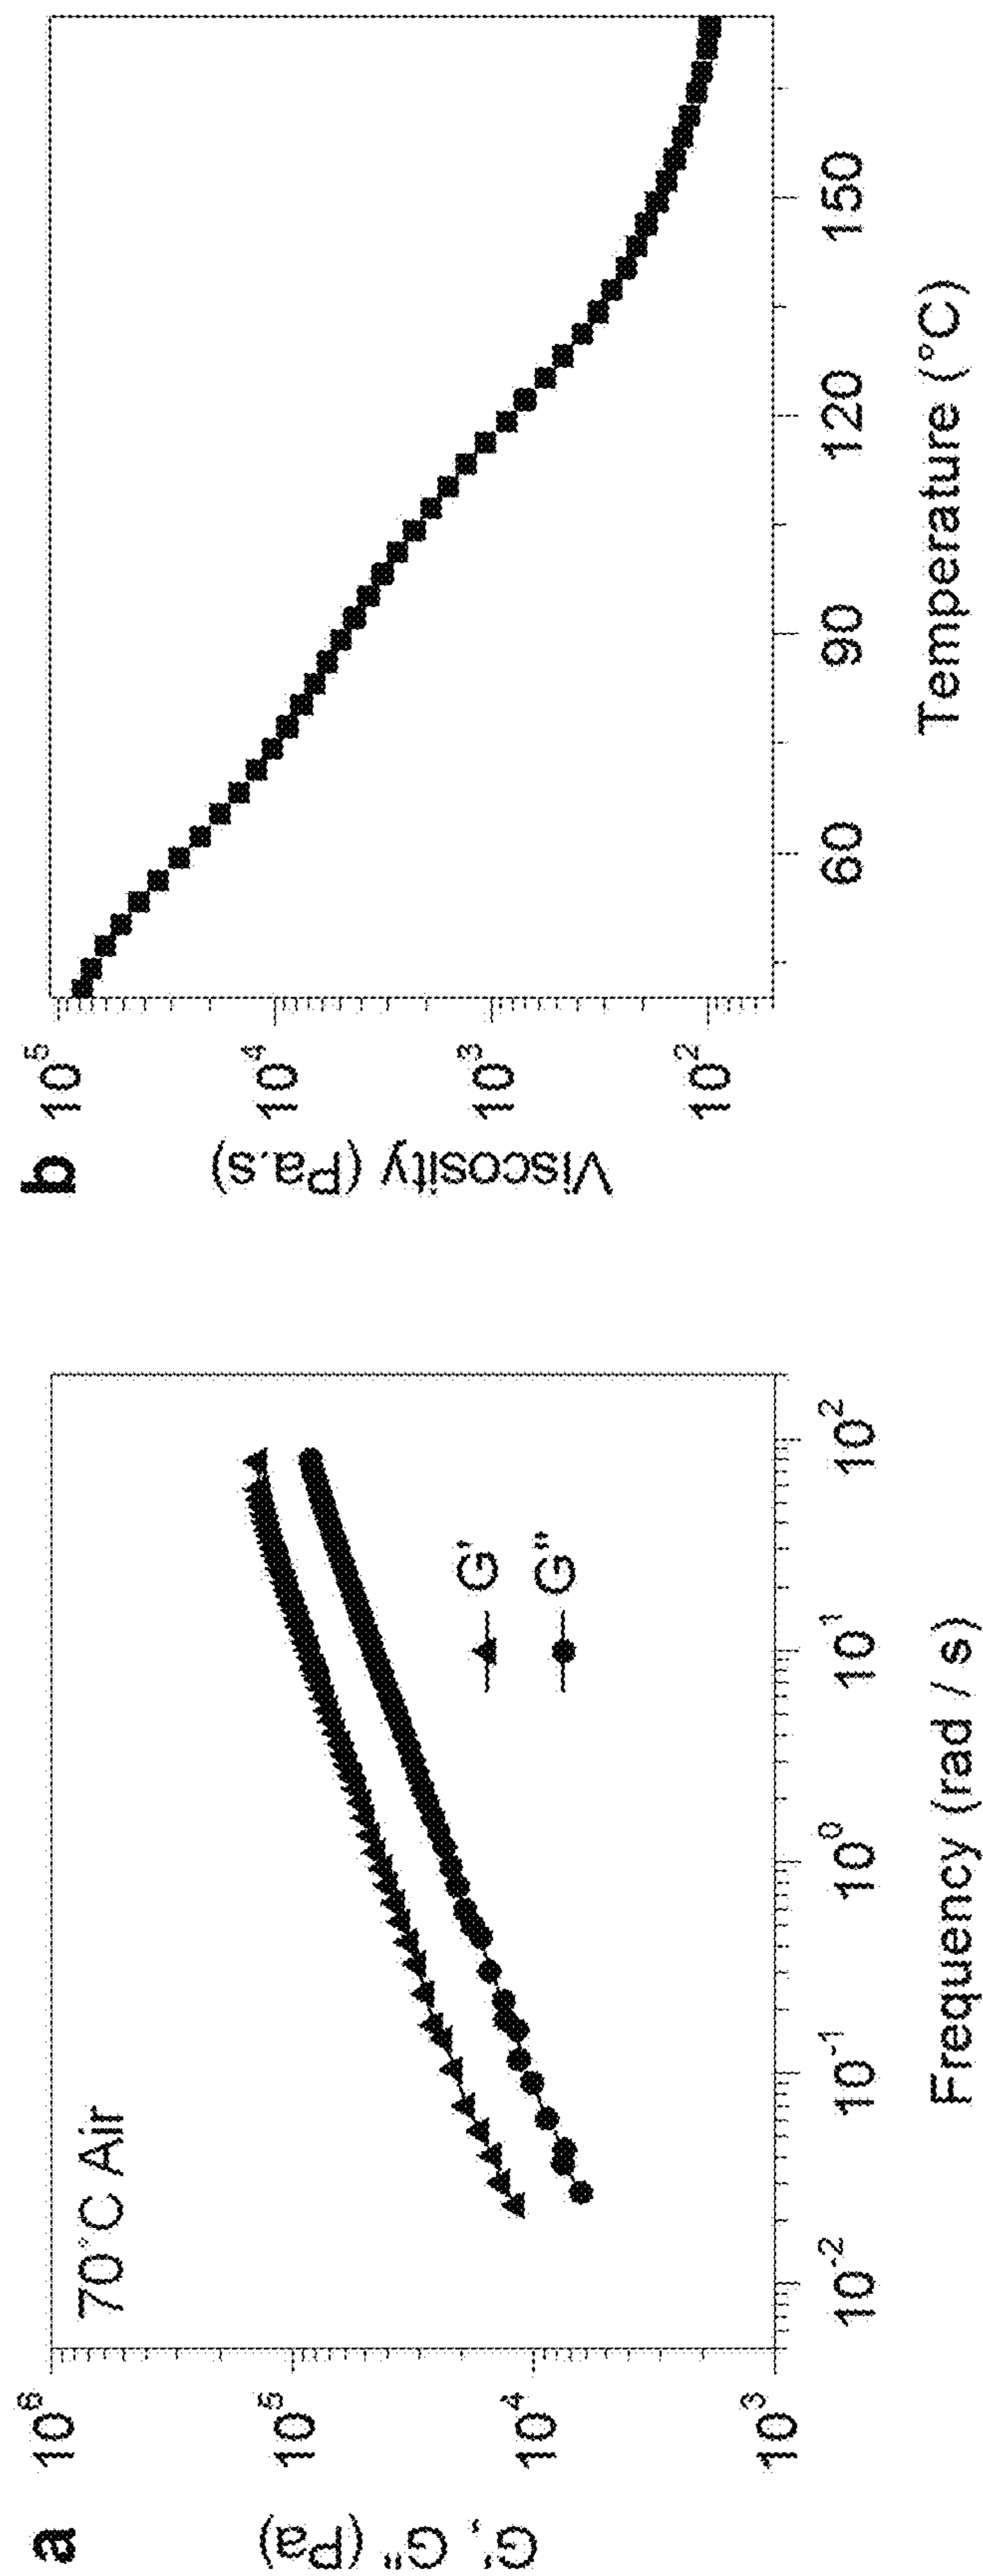 a
G', G" (Pa)
10^6
10^5
10^4
10^3
70°C Air
G'
G"
10^-2
10^-1
10^0
10^1
10^2
Frequency (rad / s)
b
Viscosity (Pa.s)
10^5
10^4
10^3
10^2
60
90
120
150
Temperature (°C)